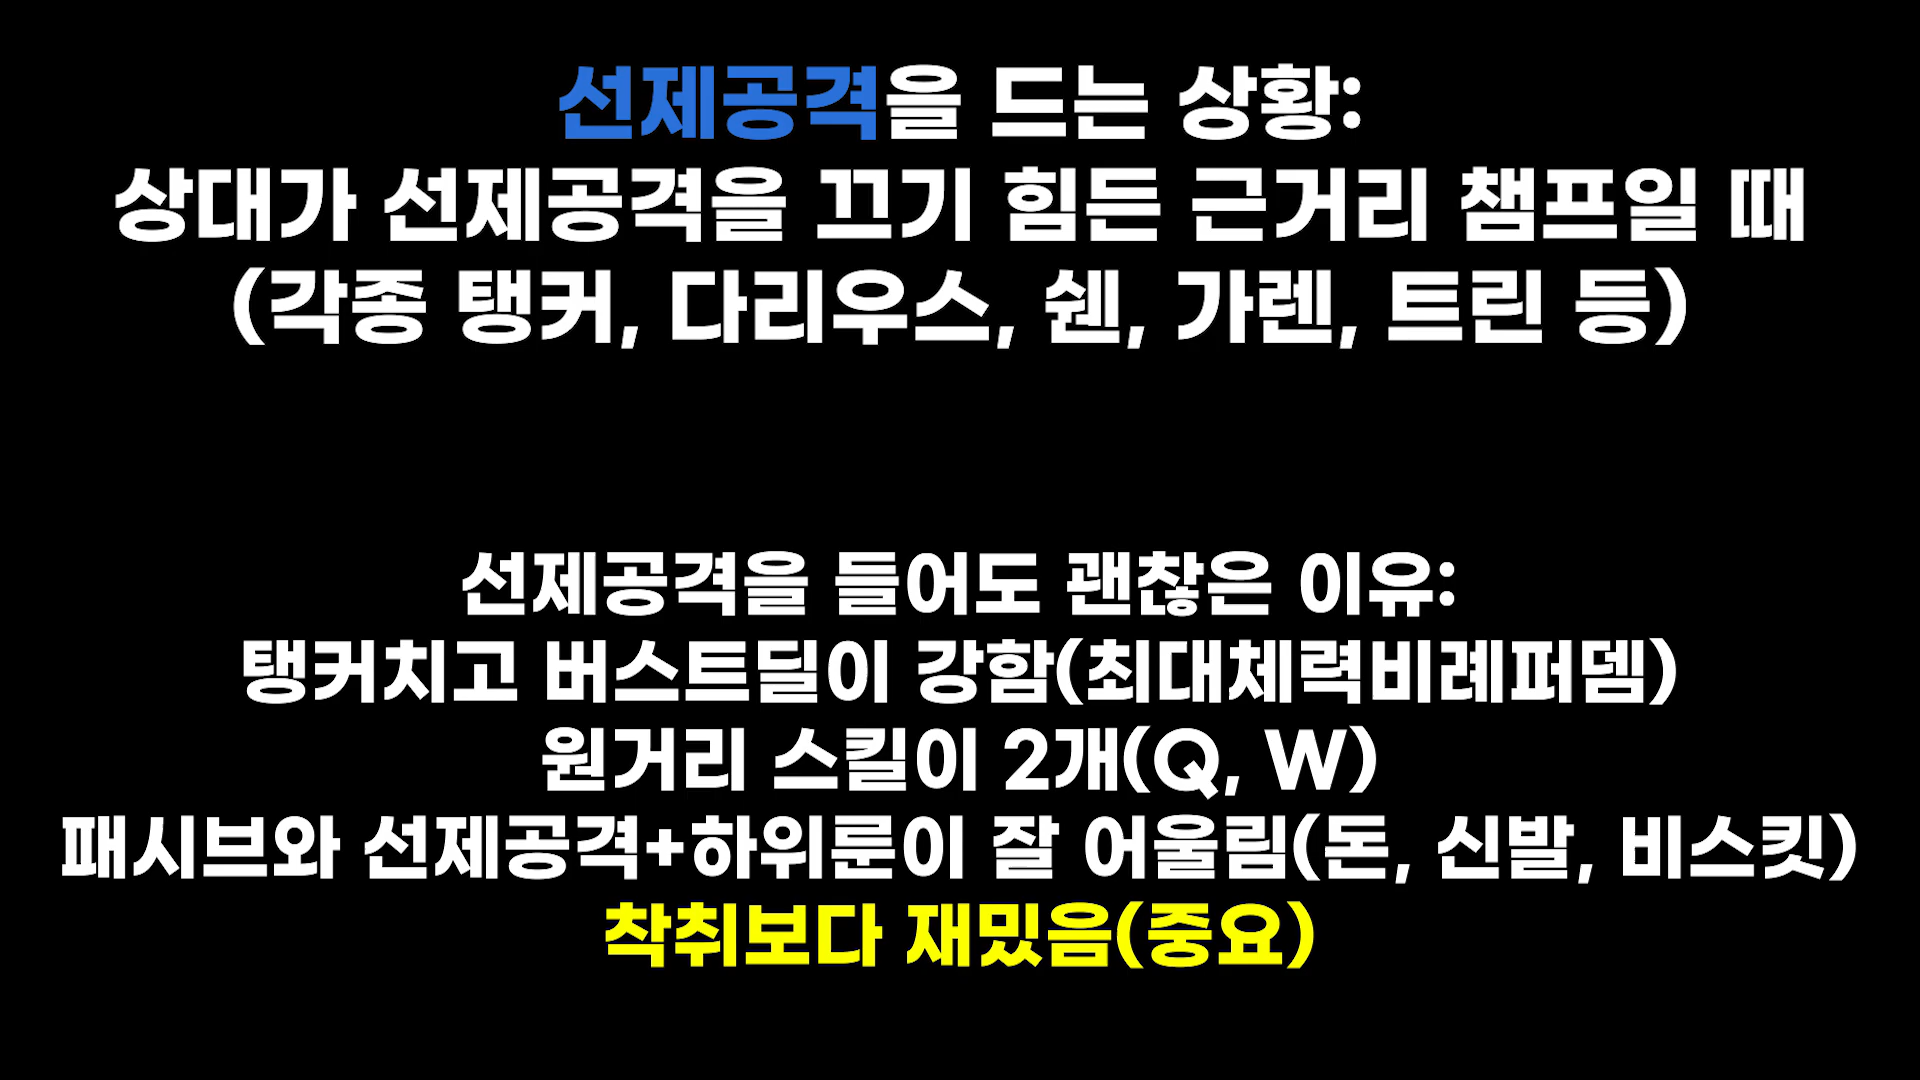 선제공격을 드는 상황:
상대가 선제공격을 끄기 힘든 근거리 챔프일 때
(각종 탱커, 다리우스, 쉔, 가렌, 트린 등)
선제공격을 들어도 괜찮은 이유:
탱커치고 버스트딜이 강함(최대체력비례퍼뎀)
원거리 스킬이 2개(Q, W)
패시브와 선제공격+하위룬이 잘 어울림(돈, 신발, 비스킷)
착취보다 재밌음(중요)